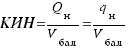 КИН = Qн / Vбал = qн / Vбал